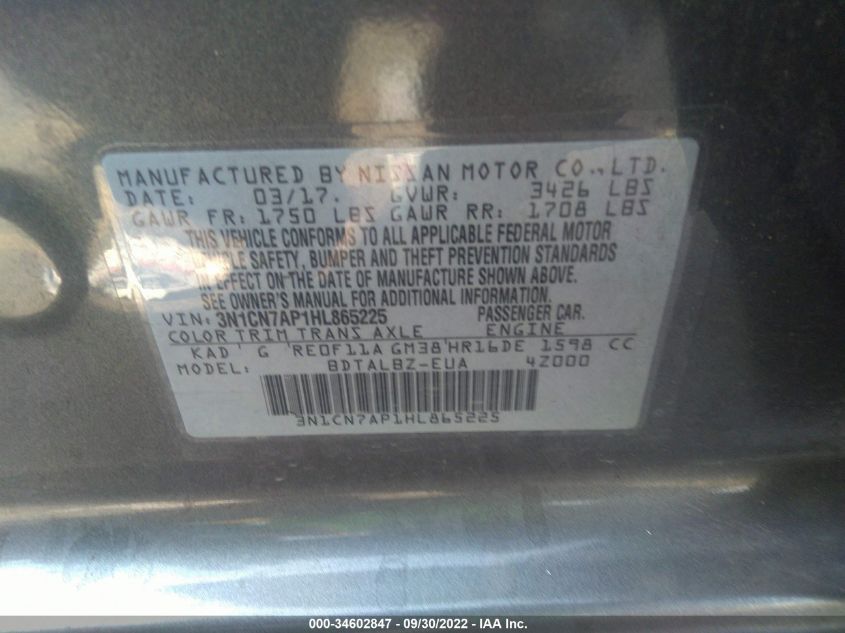 MANUFACTURED BY NISSAN MOTOR CO., LTD.
DATE: 03/17. GVWR: 3426 LBS
GAWR FR: 1750 LBS GAWR RR: 1708 LBS
THIS VEHICLE CONFORMS TO ALL APPLICABLE FEDERAL MOTOR
VEHICLE SAFETY, BUMPER AND THEFT PREVENTION STANDARDS
IN EFFECT ON THE DATE OF MANUFACTURE SHOWN ABOVE.
SEE OWNER'S MANUAL FOR ADDITIONAL INFORMATION.
VIN: 3N1CN7AP1HL865225 PASSENGER CAR.
COLOR TRIM TRANS AXLE ENGINE
KAD G RE0F11A GM38 HR16DE 1598 CC
MODEL: BDTALBZ-EUA 4Z000
3N1CN7AP1HL865225
000-34602847 - 09/30/2022 - IAA Inc.